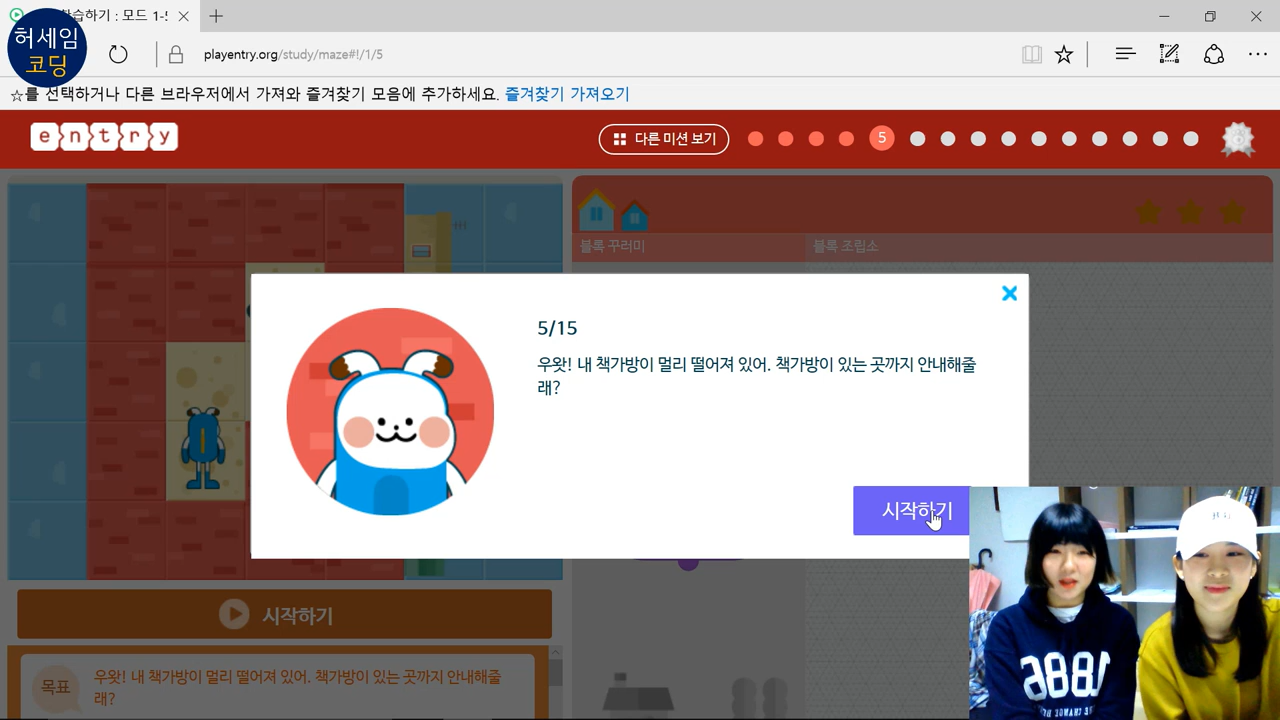 습하기 : 모드 1-5
허세임
코딩
playentry.org/study/maze#!/1/5
☆를 선택하거나 다른 브라우저에서 가져와 즐겨찾기 모음에 추가하세요. 즐겨찾기 가져오기
entry
다른 미션 보기
5
블록 꾸러미
블록 조립소
5/15
우왓! 내 책가방이 멀리 떨어져 있어. 책가방이 있는 곳까지 안내해줄
래?
시작하기
시작하기
목표
우왓! 내 책가방이 멀리 떨어져 있어. 책가방이 있는 곳까지 안내해줄
래?
1886